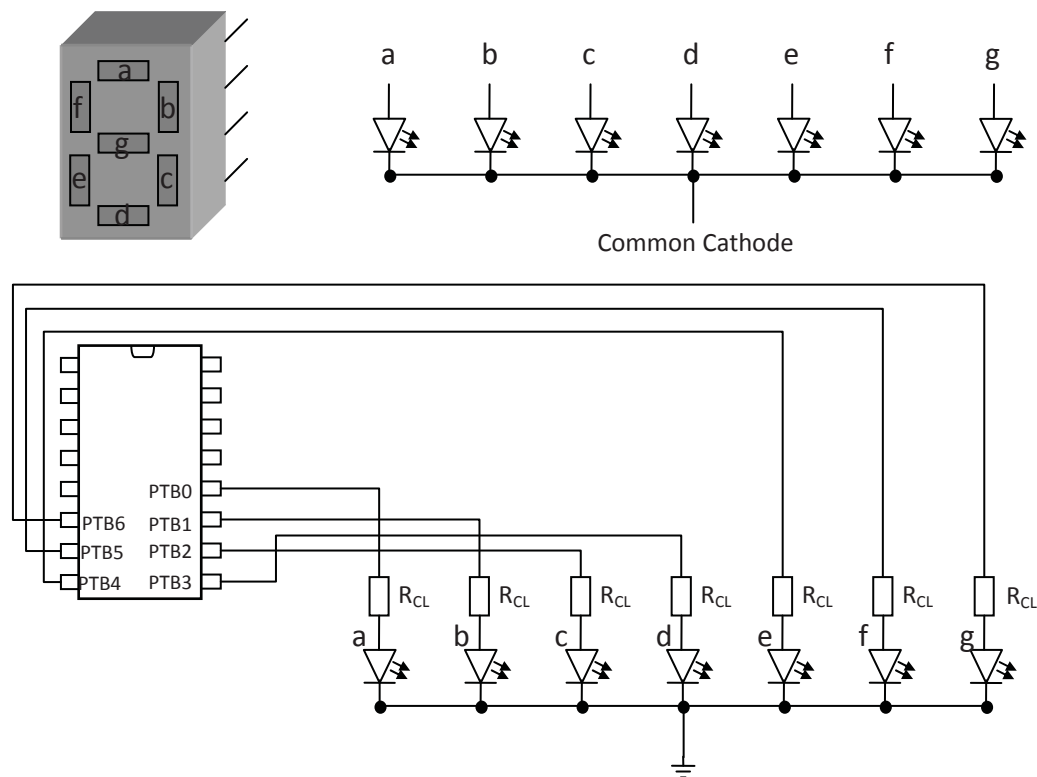 a
f b
g
e c
d
a b c d e f g
Common Cathode
PTB0
PTB6 PTB1
PTB5 PTB2
PTB4 PTB3
RCL RCL RCL RCL RCL RCL RCL
a b c d e f g